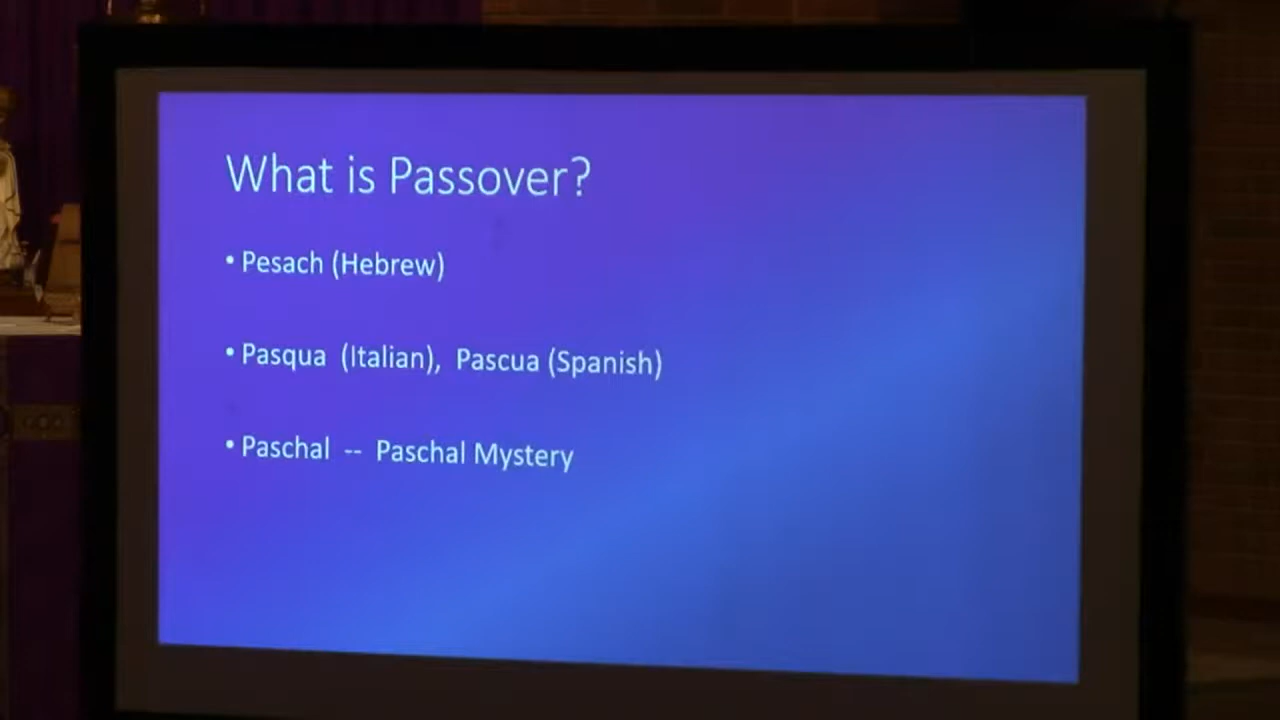 What is Passover?
• Pesach (Hebrew)
• Pasqua (Italian), Pascua (Spanish)
• Paschal -- Paschal Mystery